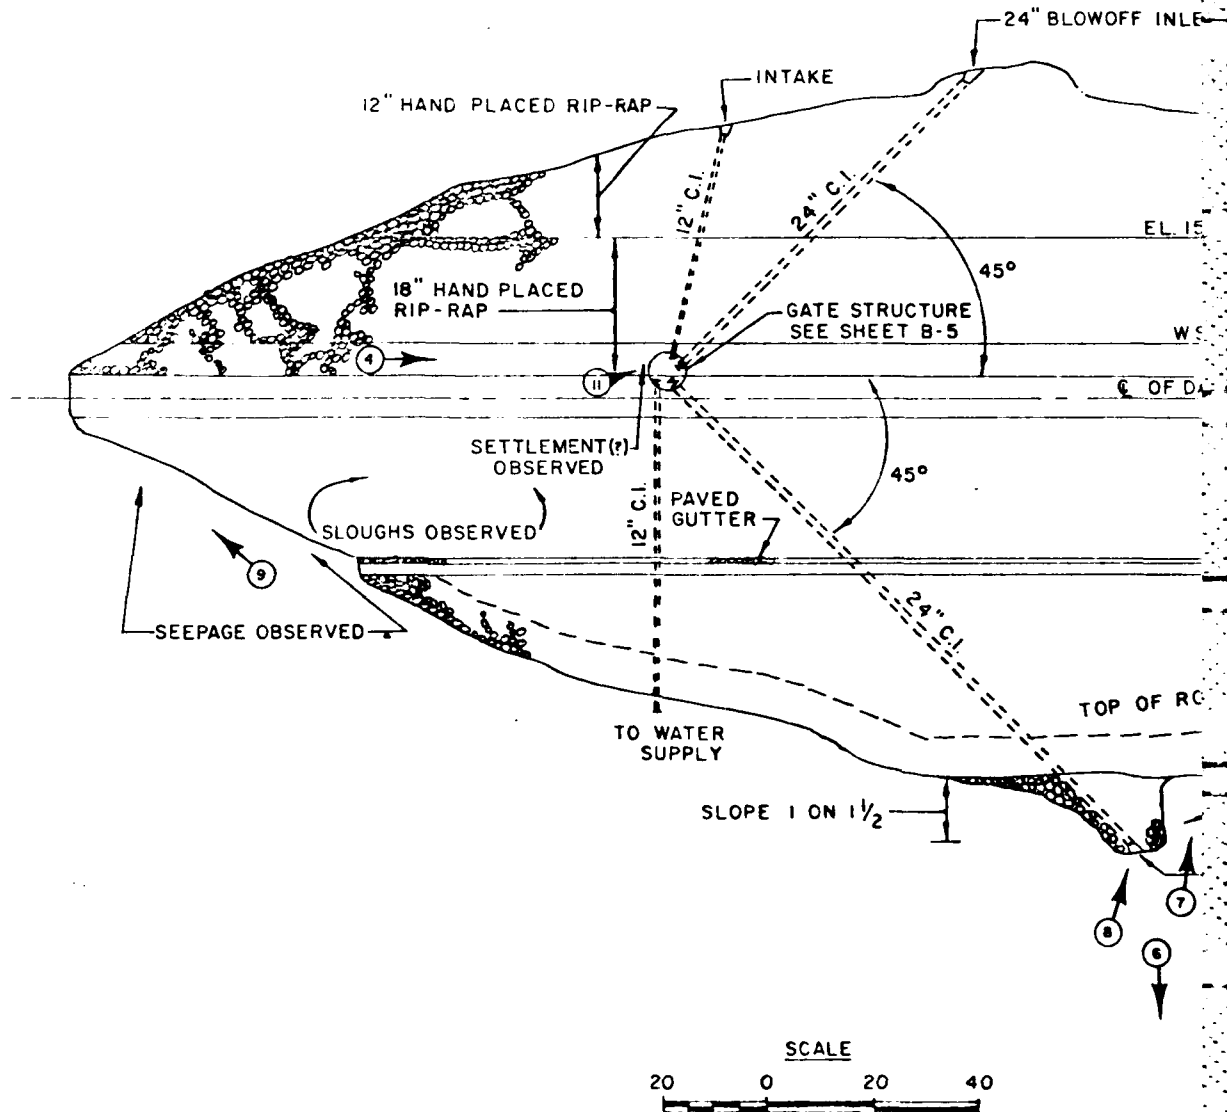 24" BLOWOFF INLE
INTAKE
12" HAND PLACED RIP-RAP
12" C.I.
24" C.I.
EL. 15
45°
18" HAND PLACED
RIP-RAP
GATE STRUCTURE
SEE SHEET B-5
W S
4
11
℄ OF DA
SETTLEMENT(?)
OBSERVED
45°
12" C.I.
PAVED
GUTTER
SLOUGHS OBSERVED
9
24" C.I.
SEEPAGE OBSERVED
TOP OF RO
TO WATER
SUPPLY
SLOPE 1 ON 1 1/2
7
8
6
SCALE
20 0 20 40